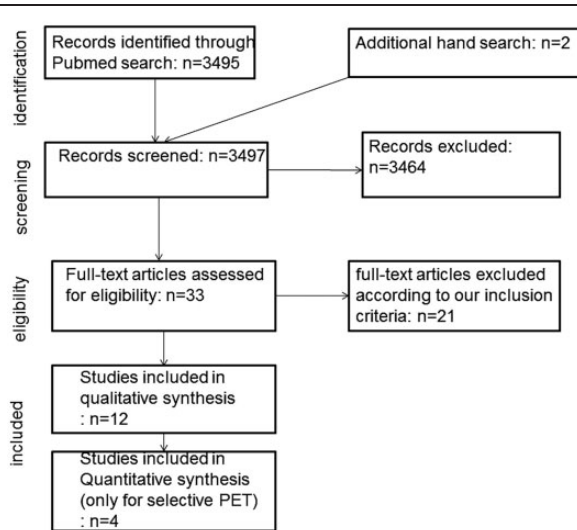 identification
Records identified through
Pubmed search: n=3495
Additional hand search: n=2
screening
Records screened: n=3497
Records excluded:
n=3464
eligibility
Full-text articles assessed
for eligibility: n=33
full-text articles excluded
according to our inclusion
criteria: n=21
included
Studies included in
qualitative synthesis
: n=12
Studies included in
Quantitative synthesis
(only for selective PET)
: n=4